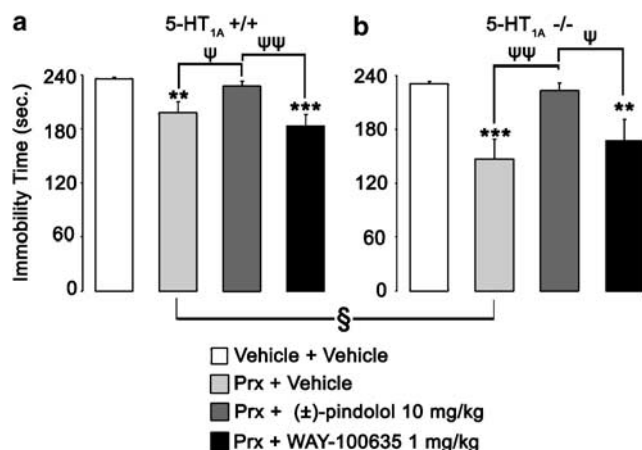 a
5-HT1A +/+
b
5-HT1A -/-
Ψ
ΨΨ
ΨΨ
Ψ
Immobility Time (sec.)
240
180
120
60
0
**
***
240
180
120
60
0
***
**
§
Vehicle + Vehicle
Prx + Vehicle
Prx + (±)-pindolol 10 mg/kg
Prx + WAY-100635 1 mg/kg